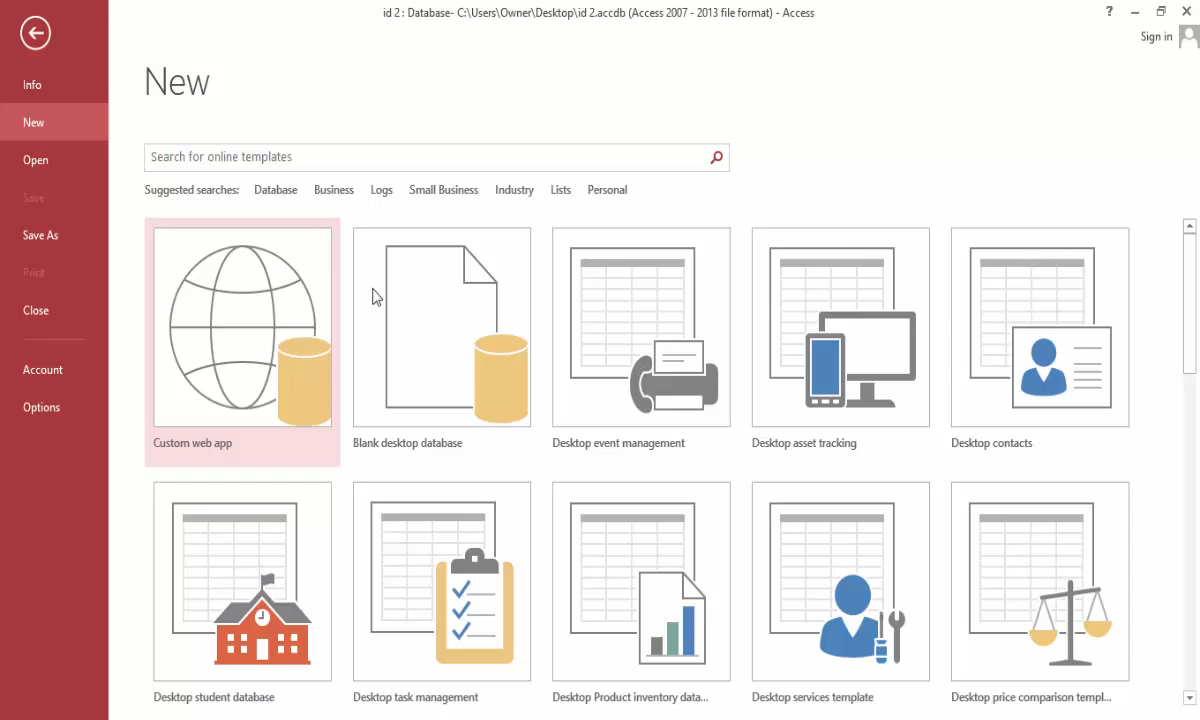 id 2 : Database- C:\Users\Owner\Desktop\id 2.accdb (Access 2007 - 2013 file format) - Access
?
Sign in
Info
New
Open
Save
Save As
Print
Close
Account
Options
New
Search for online templates
Suggested searches: Database Business Logs Small Business Industry Lists Personal
Custom web app
Blank desktop database
Desktop event management
Desktop asset tracking
Desktop contacts
Desktop student database
Desktop task management
Desktop Product inventory data...
Desktop services template
Desktop price comparison templ...